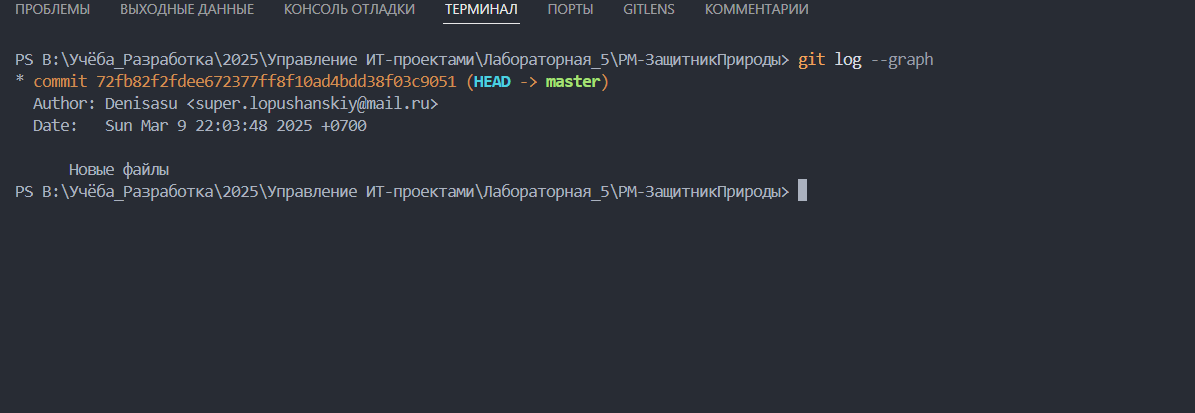 ПРОБЛЕМЫ ВЫХОДНЫЕ ДАННЫЕ КОНСОЛЬ ОТЛАДКИ ТЕРМИНАЛ ПОРТЫ GITLENS КОММЕНТАРИИ
PS B:\Учёба_Разработка\2025\Управление ИТ-проектами\Лабораторная_5\РМ-ЗащитникПрироды> git log --graph
* commit 72fb82f2fdee672377ff8f10ad4bdd38f03c9051 (HEAD -> master)
Author: Denisasu <super.lopushanskiy@mail.ru>
Date: Sun Mar 9 22:03:48 2025 +0700
Новые файлы
PS B:\Учёба_Разработка\2025\Управление ИТ-проектами\Лабораторная_5\РМ-ЗащитникПрироды>